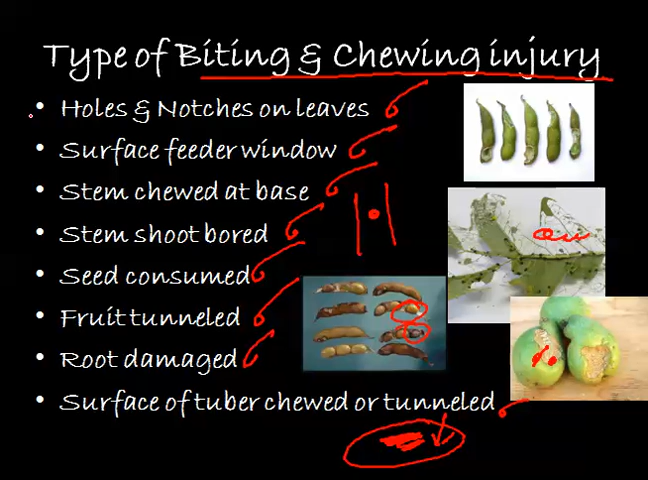 Type of Biting & Chewing injury
Holes & Notches on leaves
Surface feeder window
Stem chewed at base
Stem shoot bored
Seed consumed
Fruit tunneled
Root damaged
Surface of tuber chewed or tunneled